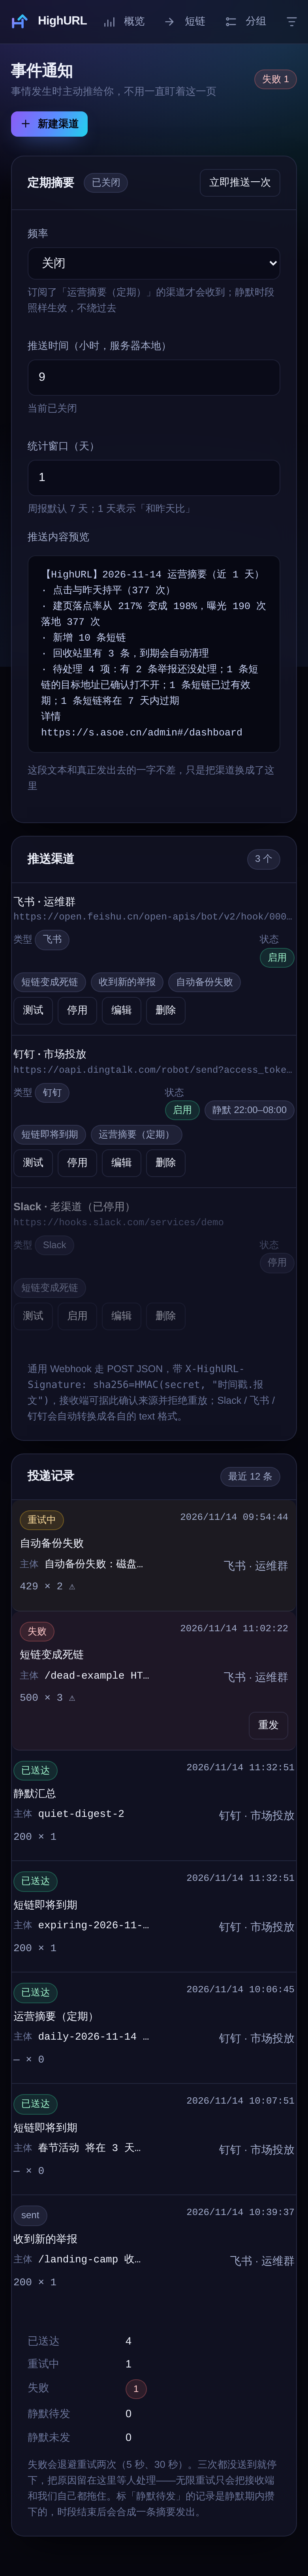 HighURL 概览 短链 分组
事件通知
事情发生时主动推给你，不用一直盯着这一页
失败 1
新建渠道
定期摘要 已关闭 立即推送一次
频率
关闭
订阅了「运营摘要（定期）」的渠道才会收到；静默时段
照样生效，不绕过去
推送时间（小时，服务器本地）
9
当前已关闭
统计窗口（天）
1
周报默认 7 天；1 天表示「和昨天比」
推送内容预览
【HighURL】2026-11-14 运营摘要（近 1 天）
· 点击与昨天持平（377 次）
· 建页落点率从 217% 变成 198%，曝光 190 次
落地 377 次
· 新增 10 条短链
· 回收站里有 3 条，到期会自动清理
· 待处理 4 项：有 2 条举报还没处理；1 条短
链的目标地址已确认打不开；1 条短链已过有效
期；1 条短链将在 7 天内过期
详情
https://s.asoe.cn/admin#/dashboard
这段文本和真正发出去的一字不差，只是把渠道换成了这
里
推送渠道 3 个
飞书 · 运维群
https://open.feishu.cn/open-apis/bot/v2/hook/000…
类型 飞书 状态
启用
短链变成死链 收到新的举报 自动备份失败
测试 停用 编辑 删除
钉钉 · 市场投放
https://oapi.dingtalk.com/robot/send?access_toke…
类型 钉钉 状态
启用 静默 22:00–08:00
短链即将到期 运营摘要（定期）
测试 停用 编辑 删除
Slack · 老渠道（已停用）
https://hooks.slack.com/services/demo
类型 Slack 状态
停用
短链变成死链
测试 启用 编辑 删除
通用 Webhook 走 POST JSON，带 X-HighURL-
Signature: sha256=HMAC(secret, "时间戳.报
文")，接收端可据此确认来源并拒绝重放；Slack / 飞书 /
钉钉会自动转换成各自的 text 格式。
投递记录 最近 12 条
重试中 2026/11/14 09:54:44
自动备份失败
主体 自动备份失败：磁盘… 飞书 · 运维群
429 × 2 ⚠
失败 2026/11/14 11:02:22
短链变成死链
主体 /dead-example HT… 飞书 · 运维群
500 × 3 ⚠
重发
已送达 2026/11/14 11:32:51
静默汇总
主体 quiet-digest-2 钉钉 · 市场投放
200 × 1
已送达 2026/11/14 11:32:51
短链即将到期
主体 expiring-2026-11-… 钉钉 · 市场投放
200 × 1
已送达 2026/11/14 10:06:45
运营摘要（定期）
主体 daily-2026-11-14 … 钉钉 · 市场投放
— × 0
已送达 2026/11/14 10:07:51
短链即将到期
主体 春节活动 将在 3 天… 钉钉 · 市场投放
— × 0
sent 2026/11/14 10:39:37
收到新的举报
主体 /landing-camp 收… 飞书 · 运维群
200 × 1
已送达 4
重试中 1
失败 1
静默待发 0
静默未发 0
失败会退避重试两次（5 秒、30 秒）。三次都没送到就停
下，把原因留在这里等人处理——无限重试只会把接收端
和我们自己都拖住。标「静默待发」的记录是静默期内攒
下的，时段结束后会合成一条摘要发出。